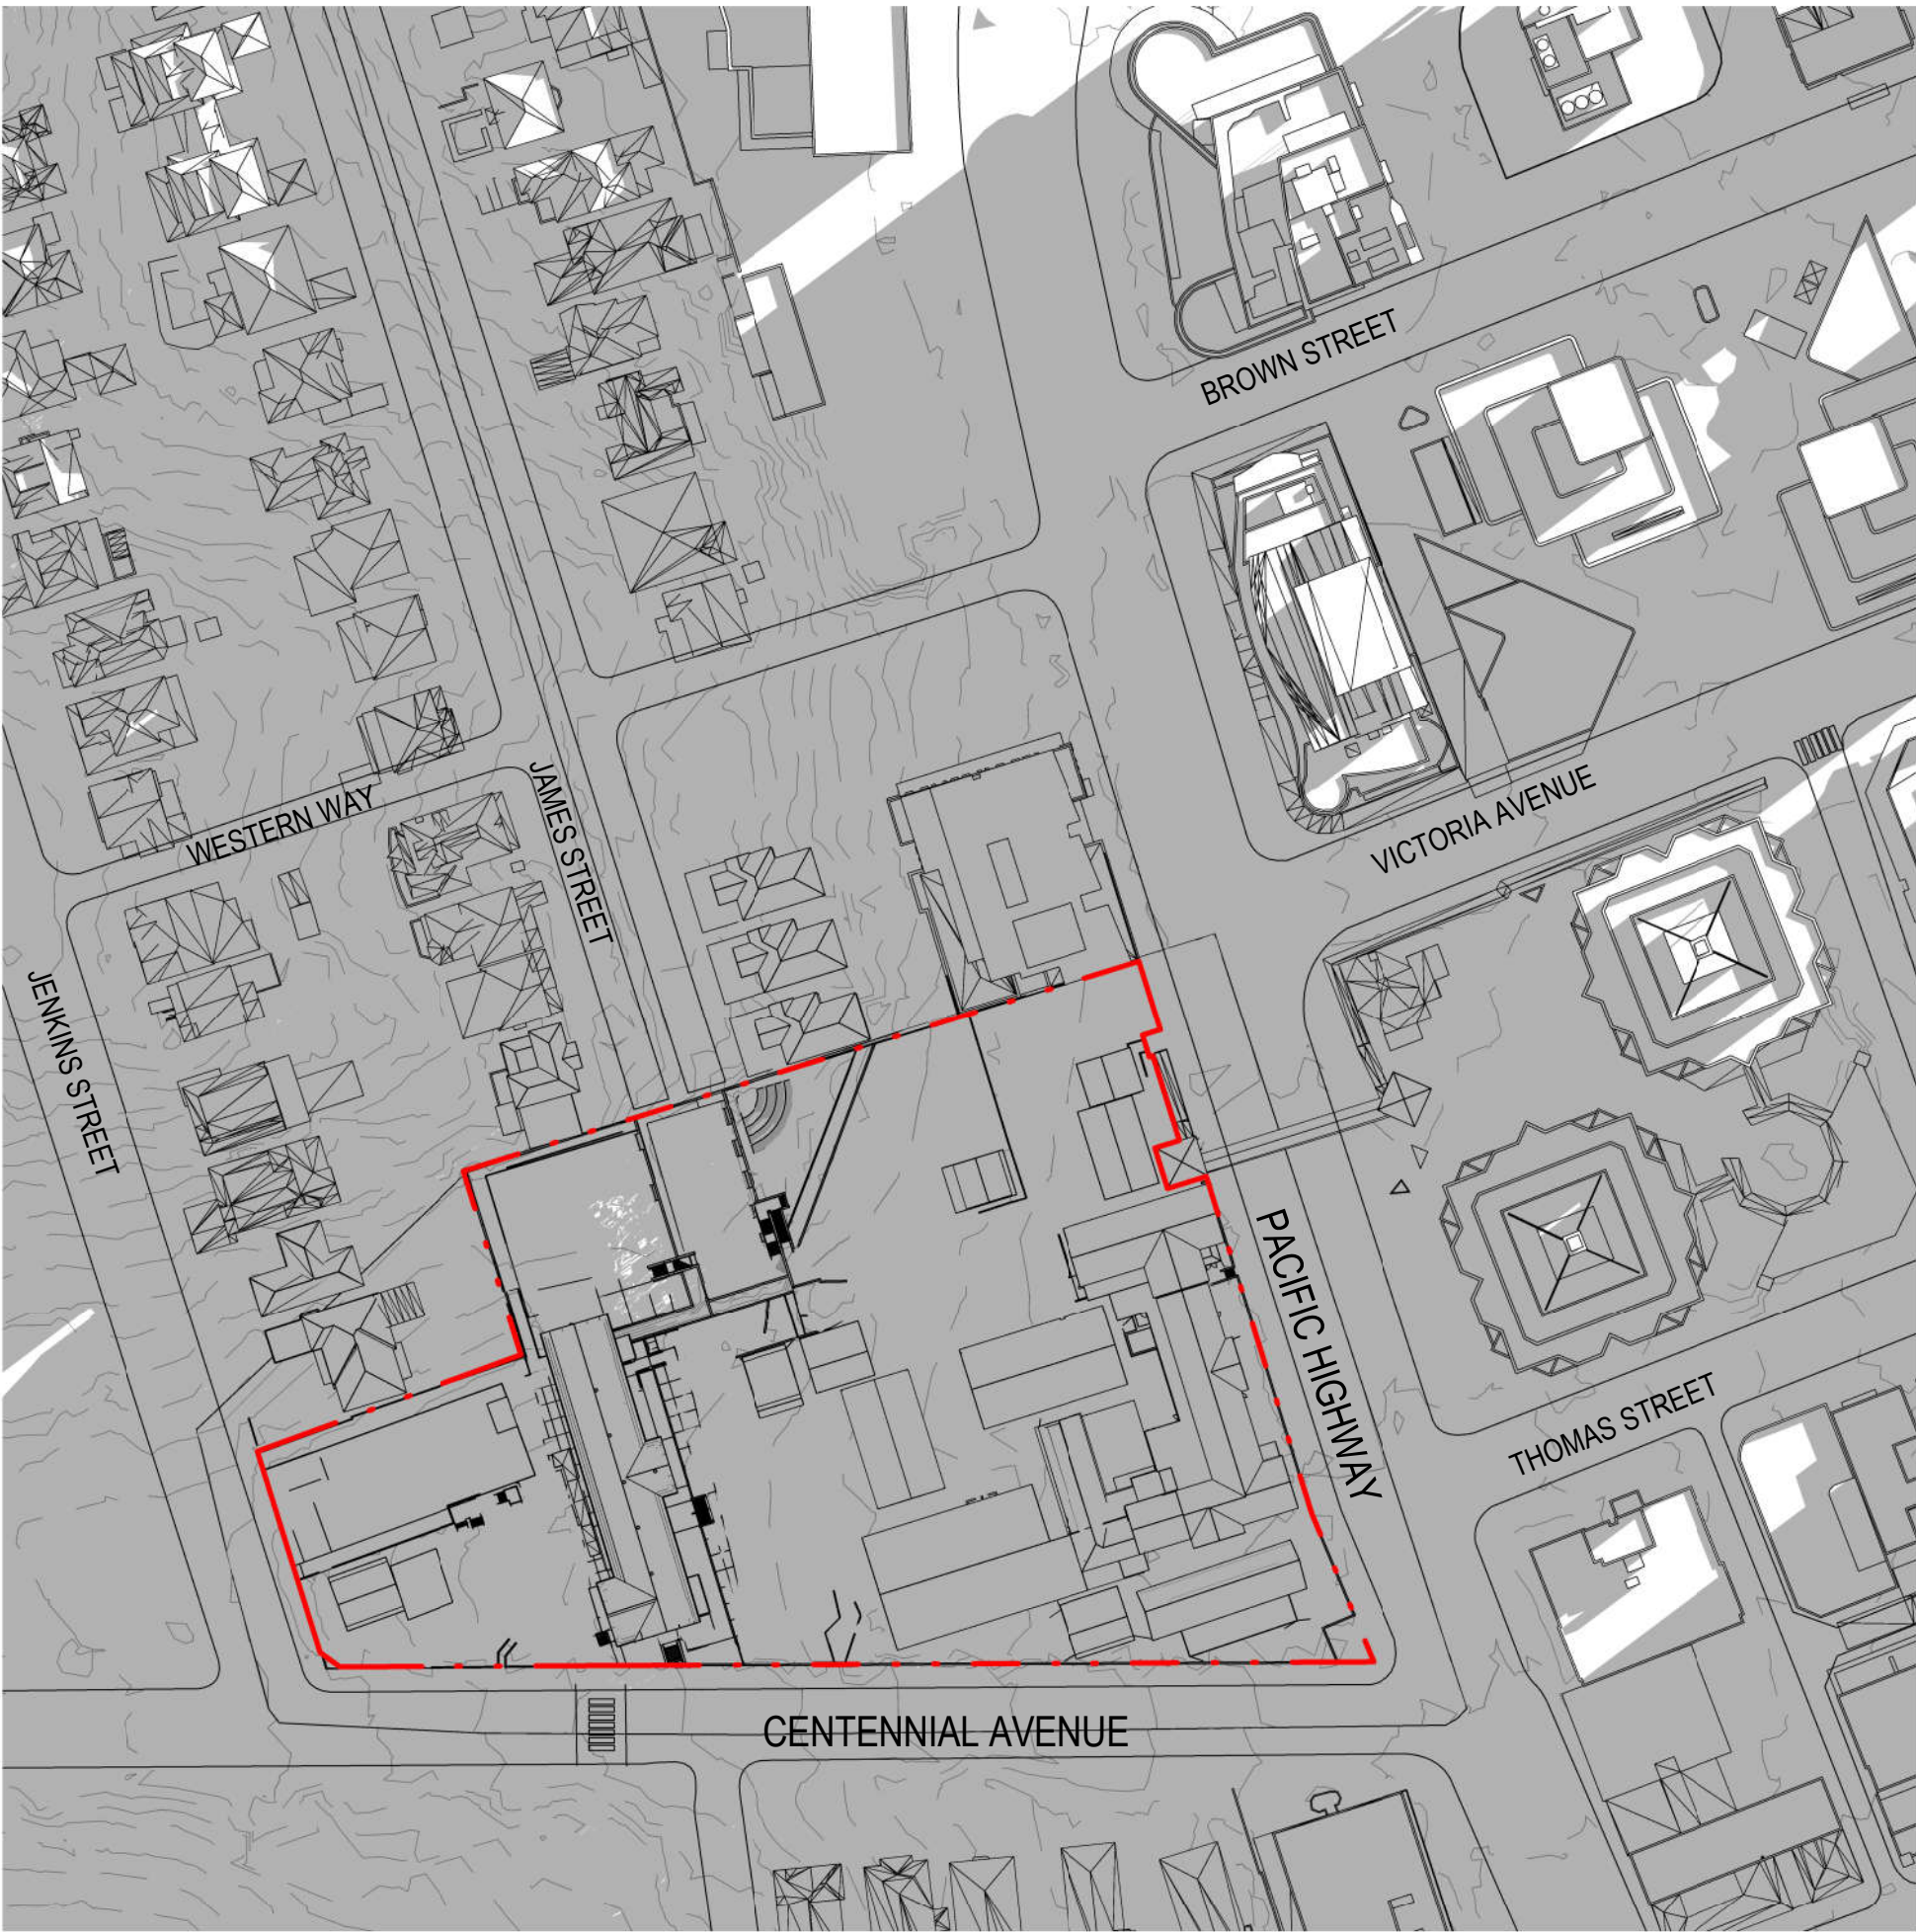 BROWN STREET
VICTORIA AVENUE
WESTERN WAY
JAMES STREET
JENKINS STREET
PACIFIC HIGHWAY
THOMAS STREET
CENTENNIAL AVENUE